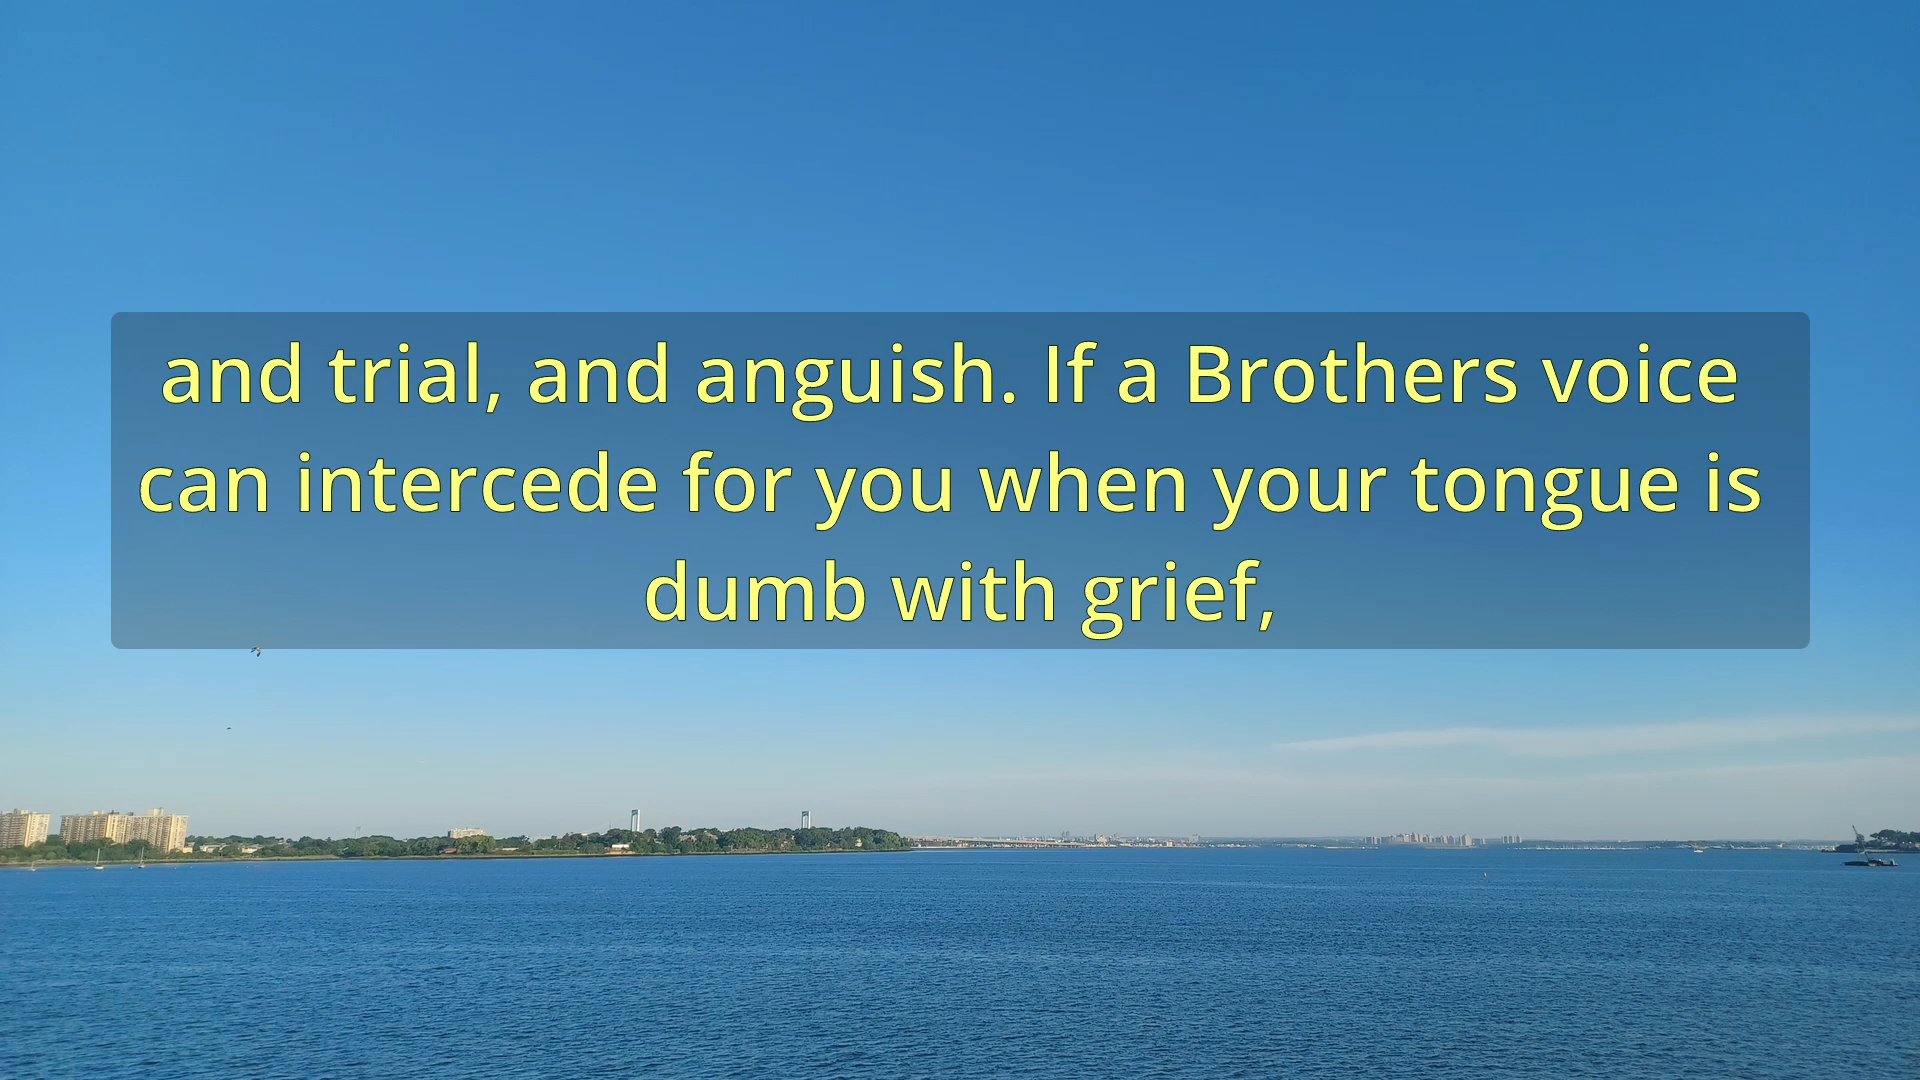 and trial, and anguish. If a Brothers voice
can intercede for you when your tongue is
dumb with grief,